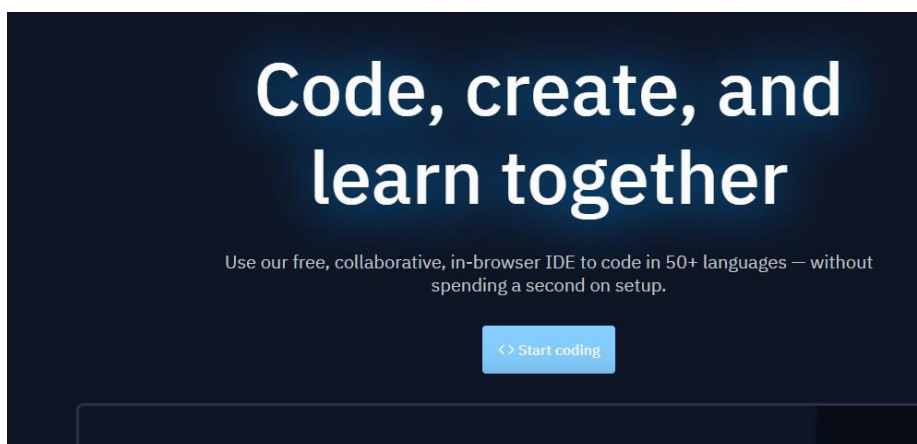 Code, create, and
learn together
Use our free, collaborative, in-browser IDE to code in 50+ languages — without
spending a second on setup.
<> Start coding